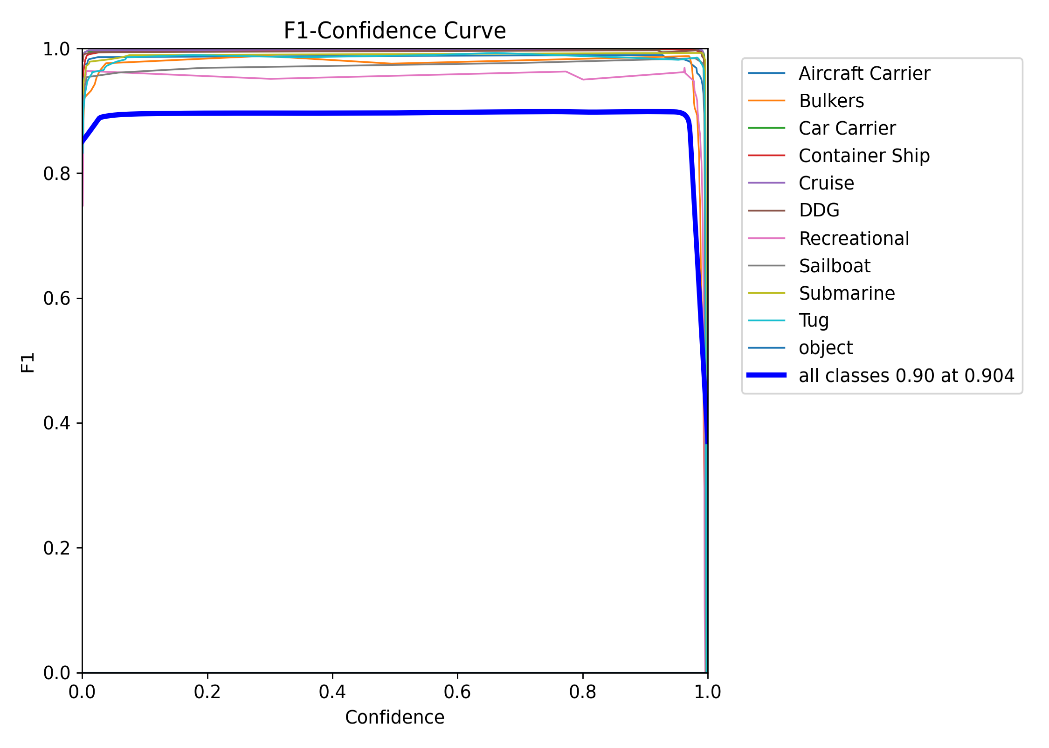 F1-Confidence Curve
1.0
0.8
0.6
0.4
0.2
0.0
F1
0.0 0.2 0.4 0.6 0.8 1.0
Confidence
Aircraft Carrier
Bulkers
Car Carrier
Container Ship
Cruise
DDG
Recreational
Sailboat
Submarine
Tug
object
all classes 0.90 at 0.904